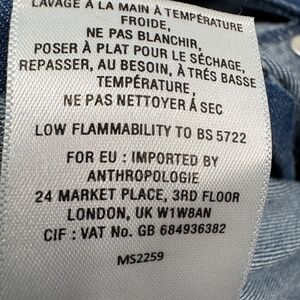 LAVAGE À LA MAIN À TEMPÉRATURE
FROIDE,
NE PAS BLANCHIR,
POSER À PLAT POUR LE SÉCHAGE,
REPASSER, AU BESOIN, À TRÉS BASSE
TEMPÉRATURE,
NE PAS NETTOYER Á SEC
LOW FLAMMABILITY TO BS 5722
FOR EU : IMPORTED BY
ANTHROPOLOGIE
24 MARKET PLACE, 3RD FLOOR
LONDON, UK W1W8AN
CIF : VAT No. GB 684936382
MS2259